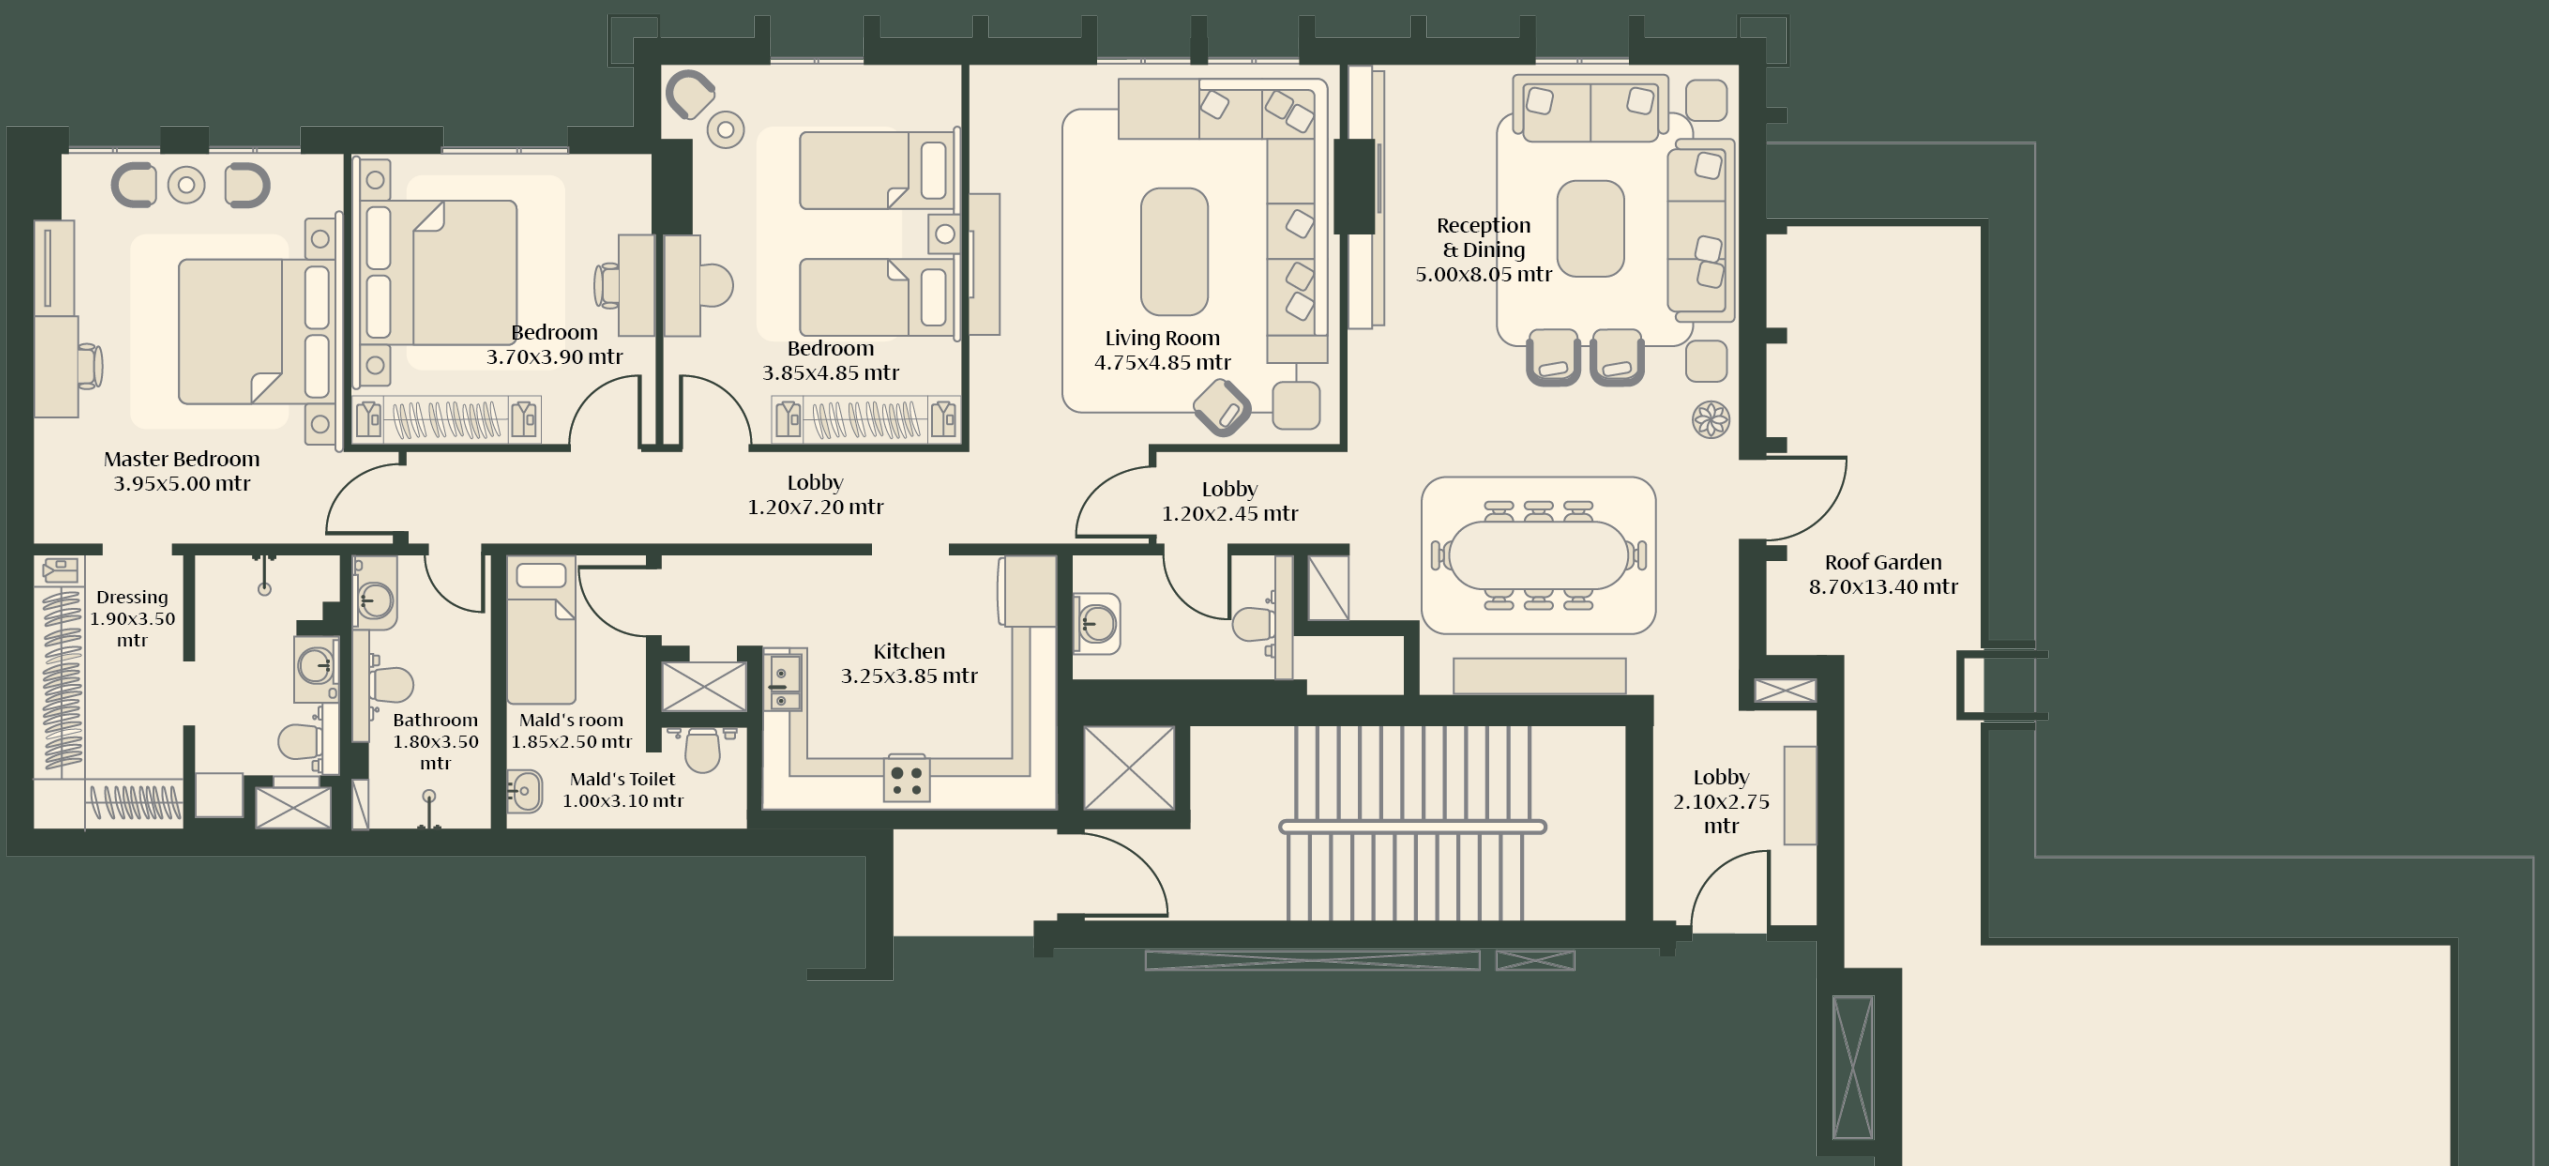 Reception
& Dining
5.00x8.05 mtr
Bedroom
3.70x3.90 mtr
Bedroom
3.85x4.85 mtr
Living Room
4.75x4.85 mtr
Master Bedroom
3.95x5.00 mtr
Lobby
1.20x7.20 mtr
Lobby
1.20x2.45 mtr
Roof Garden
8.70x13.40 mtr
Dressing
1.90x3.50
mtr
Kitchen
3.25x3.85 mtr
Bathroom
1.80x3.50
mtr
Mald's room
1.85x2.50 mtr
Mald's Toilet
1.00x3.10 mtr
Lobby
2.10x2.75
mtr